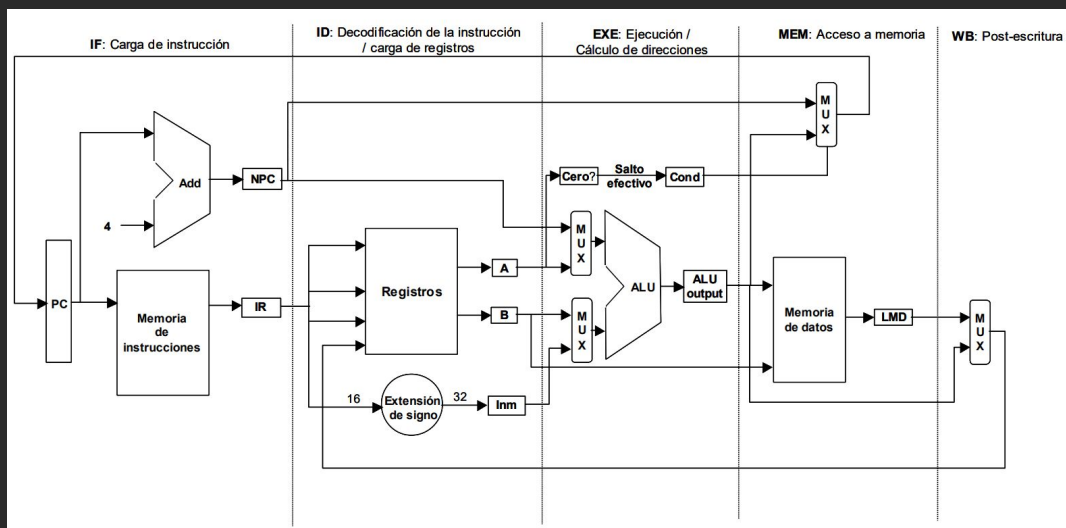 IF: Carga de instrucción
ID: Decodificación de la instrucción
/ carga de registros
EXE: Ejecución /
Cálculo de direcciones
MEM: Acceso a memoria
WB: Post-escritura
M
U
X
Add
NPC
4
Cero?
Salto
efectivo
Cond
PC
Memoria
de
instrucciones
IR
Registros
A
B
M
U
X
M
U
X
ALU
ALU
output
Memoria
de datos
LMD
M
U
X
16
Extensión
de signo
32
Inm